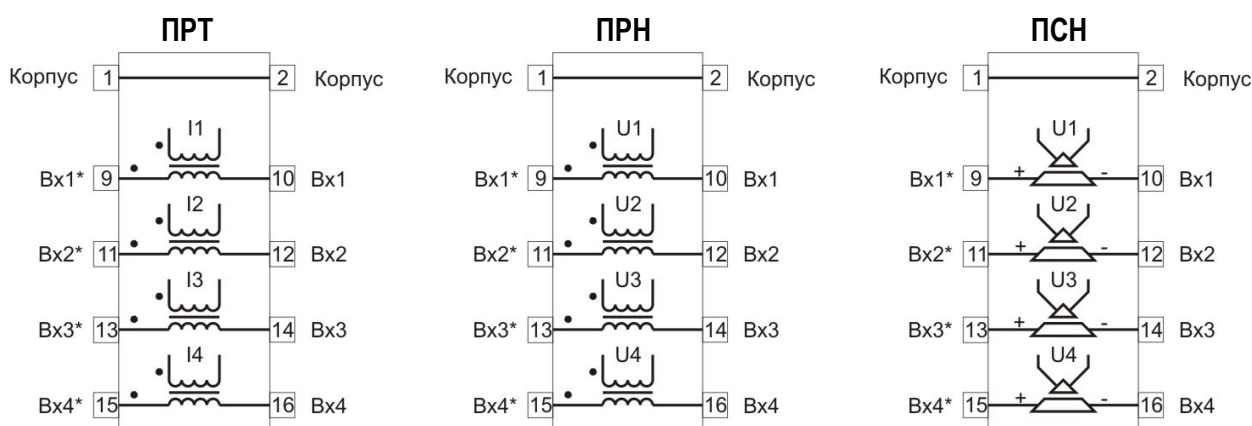 ПРТ ПРН ПСН
Корпус 1 2 Корпус Корпус 1 2 Корпус Корпус 1 2 Корпус
I1 U1 U1
Вх1* 9 10 Вх1 Вх1* 9 10 Вх1 Вх1* 9 + - 10 Вх1
I2 U2 U2
Вх2* 11 12 Вх2 Вх2* 11 12 Вх2 Вх2* 11 + - 12 Вх2
I3 U3 U3
Вх3* 13 14 Вх3 Вх3* 13 14 Вх3 Вх3* 13 + - 14 Вх3
I4 U4 U4
Вх4* 15 16 Вх4 Вх4* 15 16 Вх4 Вх4* 15 + - 16 Вх4